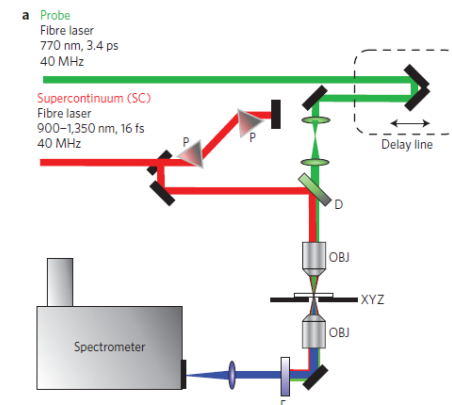 a Probe
Fibre laser
770 nm, 3.4 ps
40 MHz
Supercontinuum (SC)
Fibre laser
900–1,350 nm, 16 fs
40 MHz
P
P
Delay line
D
OBJ
XYZ
OBJ
Spectrometer